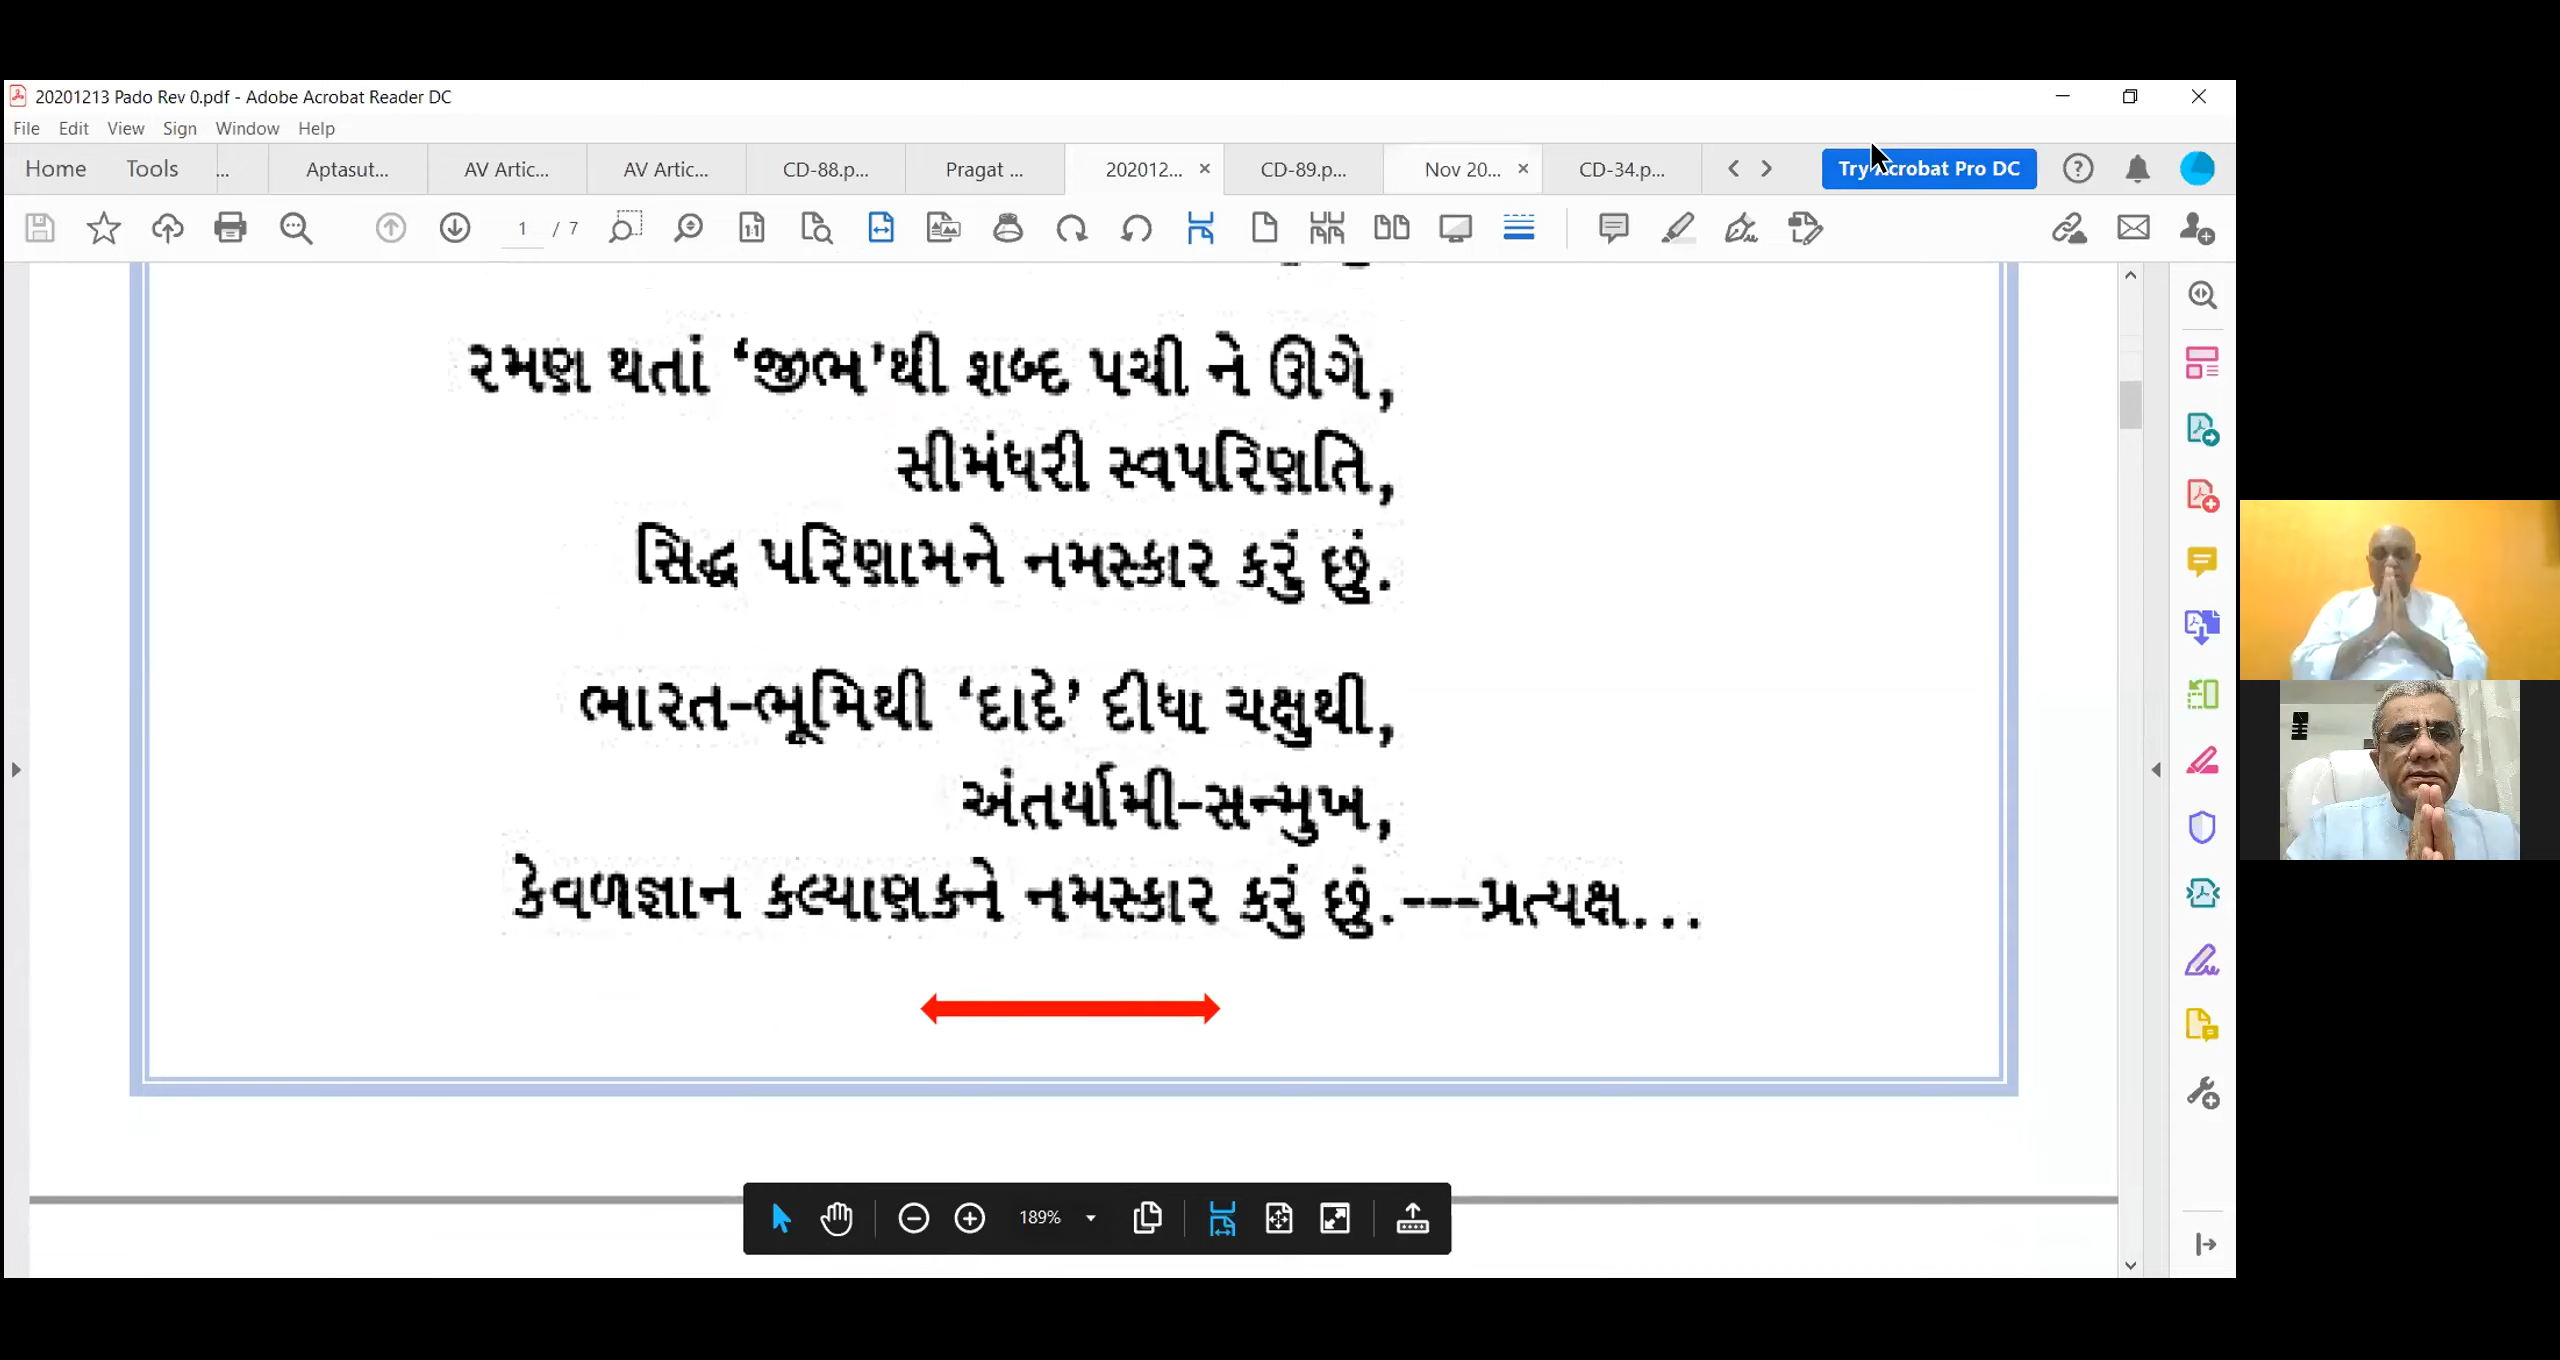 20201213 Pado Rev 0.pdf - Adobe Acrobat Reader DC
File Edit View Sign Window Help
Home Tools ... Aptasut... AV Artic... AV Artic... CD-88.p... Pragat ... 202012... CD-89.p... Nov 20... CD-34.p... Try Acrobat Pro DC
1 / 7
રમણ થતાં ‘જીભ’થી શબ્દ પચી ને ઊગે,
સીમંધરી સ્વપરિણતિ,
સિદ્ધ પરિણામને નમસ્કાર કરું છું.
ભારત-ભૂમિથી ‘દાદે’ દીધા ચક્ષુથી,
અંતર્યામી-સન્મુખ,
કેવળજ્ઞાન કલ્યાણકને નમસ્કાર કરું છું.---પ્રત્યક્ષ...
189%